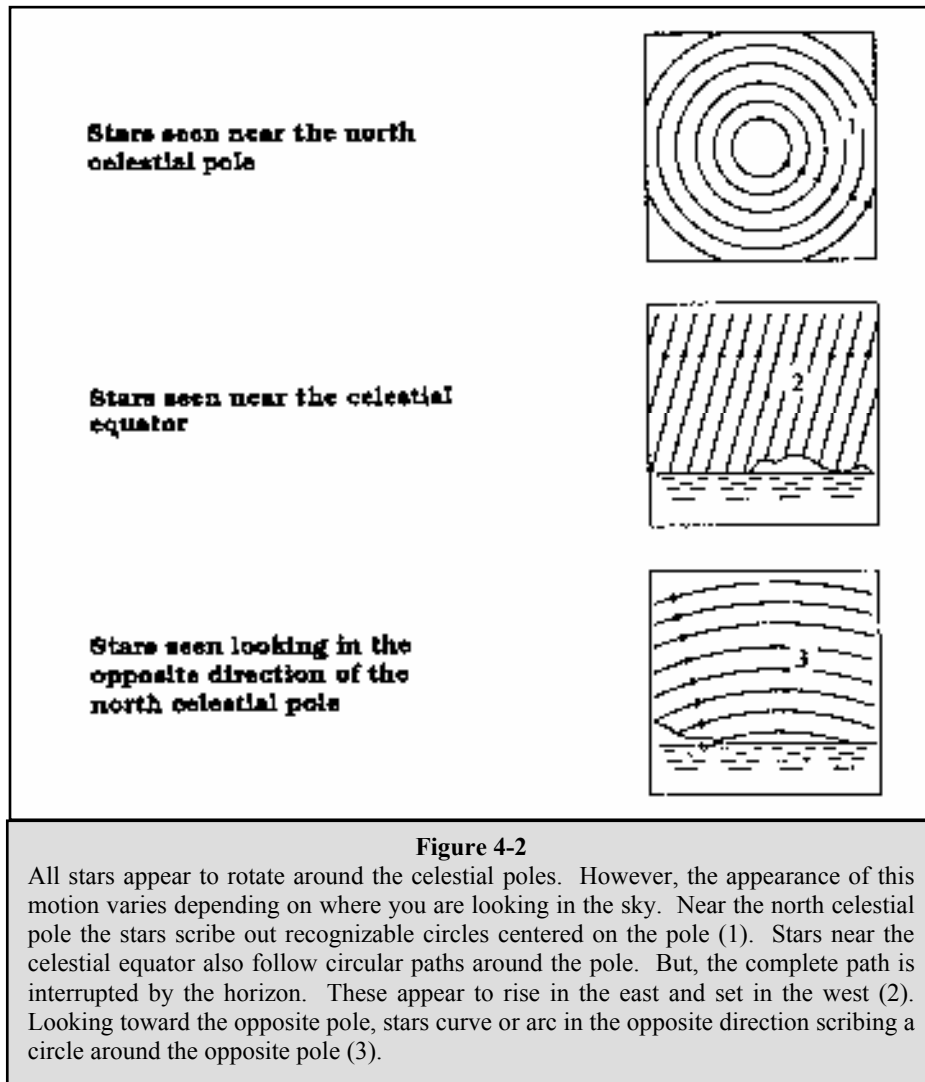 Stars seen near the north
celestial pole
1
Stars seen near the celestial
equator
2
Stars seen looking in the
opposite direction of the
north celestial pole
3
Figure 4-2
All stars appear to rotate around the celestial poles. However, the appearance of this
motion varies depending on where you are looking in the sky. Near the north celestial
pole the stars scribe out recognizable circles centered on the pole (1). Stars near the
celestial equator also follow circular paths around the pole. But, the complete path is
interrupted by the horizon. These appear to rise in the east and set in the west (2).
Looking toward the opposite pole, stars curve or arc in the opposite direction scribing a
circle around the opposite pole (3).